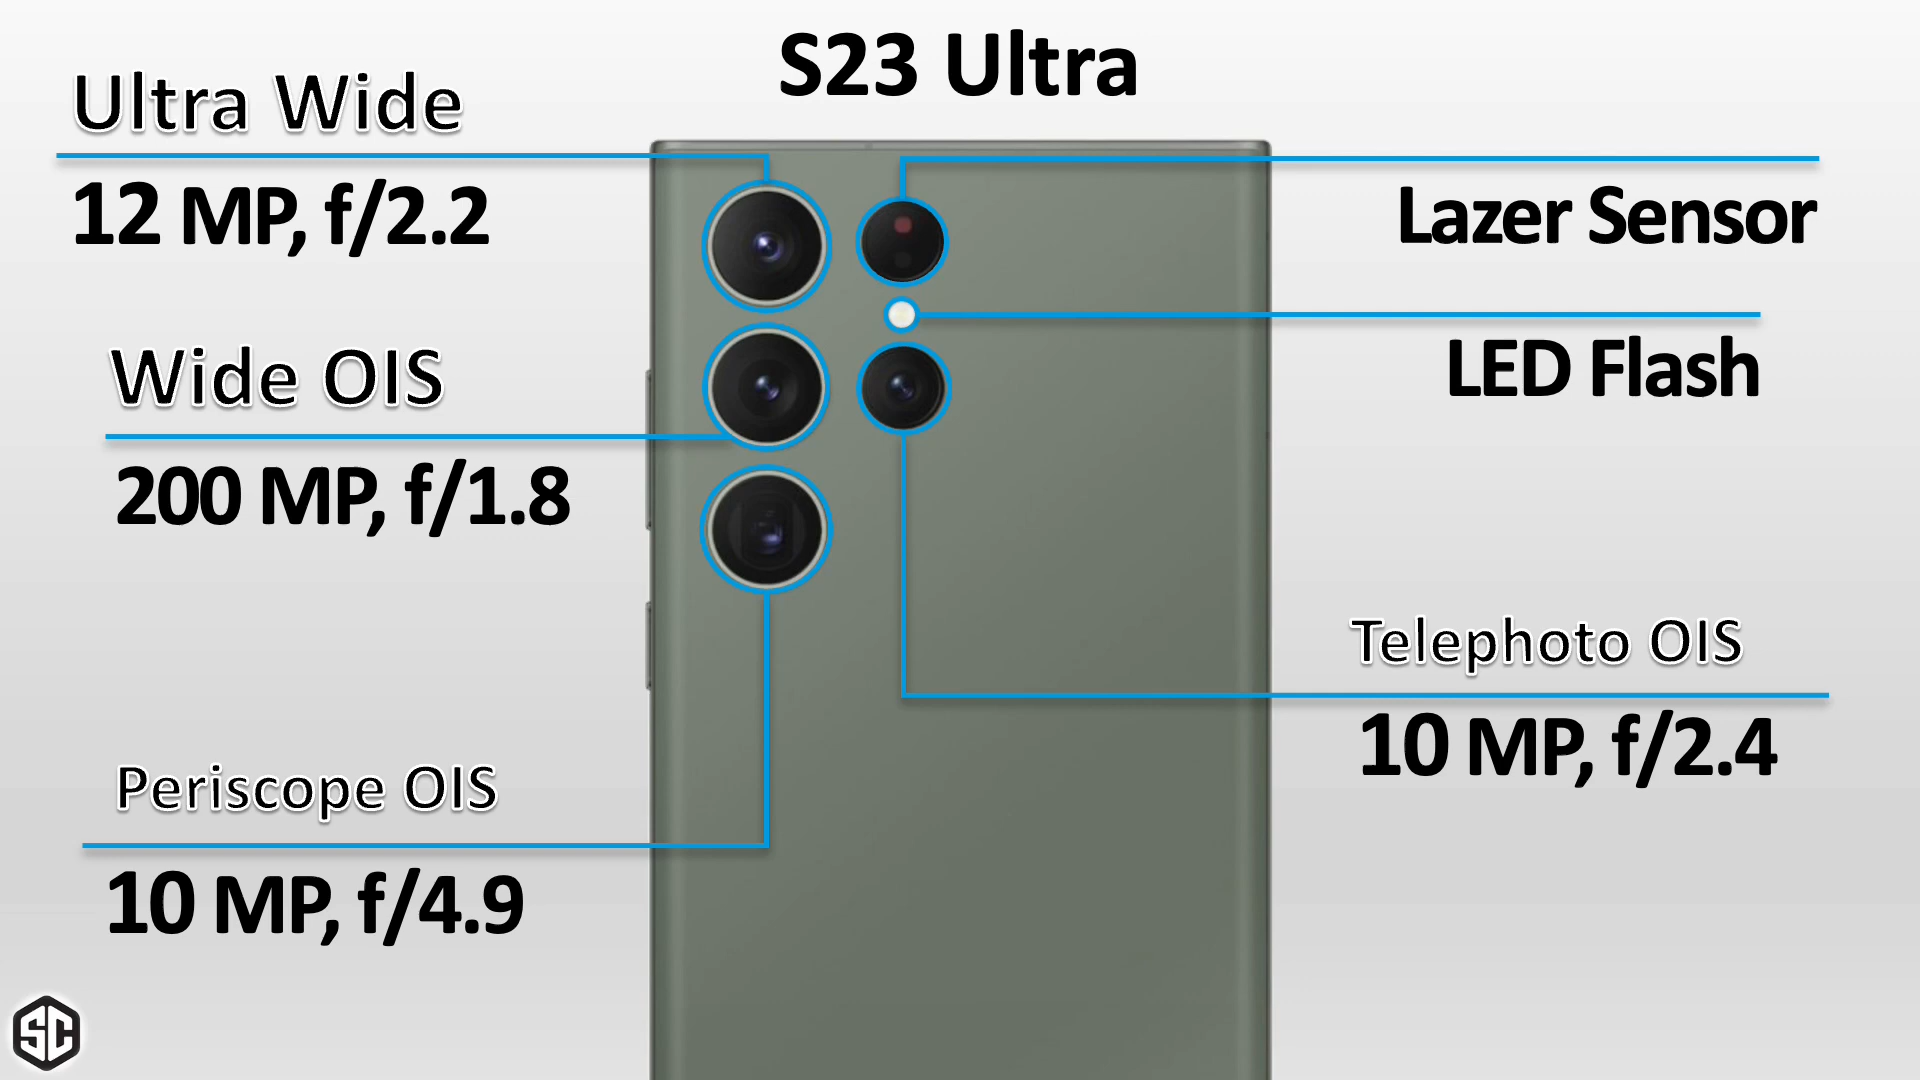 S23 Ultra
Ultra Wide
12 MP, f/2.2
Wide OIS
200 MP, f/1.8
Periscope OIS
10 MP, f/4.9
Lazer Sensor
LED Flash
Telephoto OIS
10 MP, f/2.4
SC